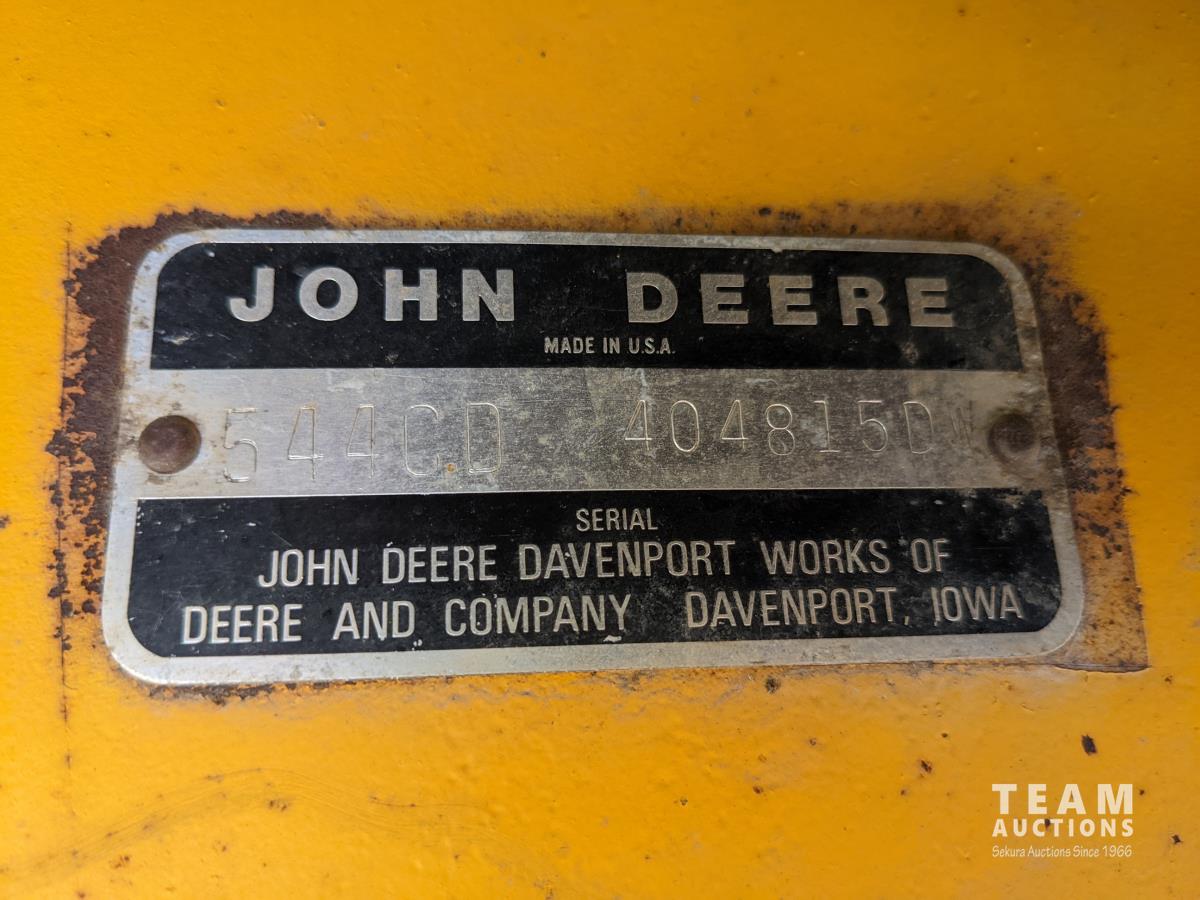 JOHN DEERE
MADE IN U.S.A.
544CD 404815DW
SERIAL
JOHN DEERE DAVENPORT WORKS OF
DEERE AND COMPANY DAVENPORT, IOWA
TEAM
AUCTIONS
Sekura Auctions Since 1966